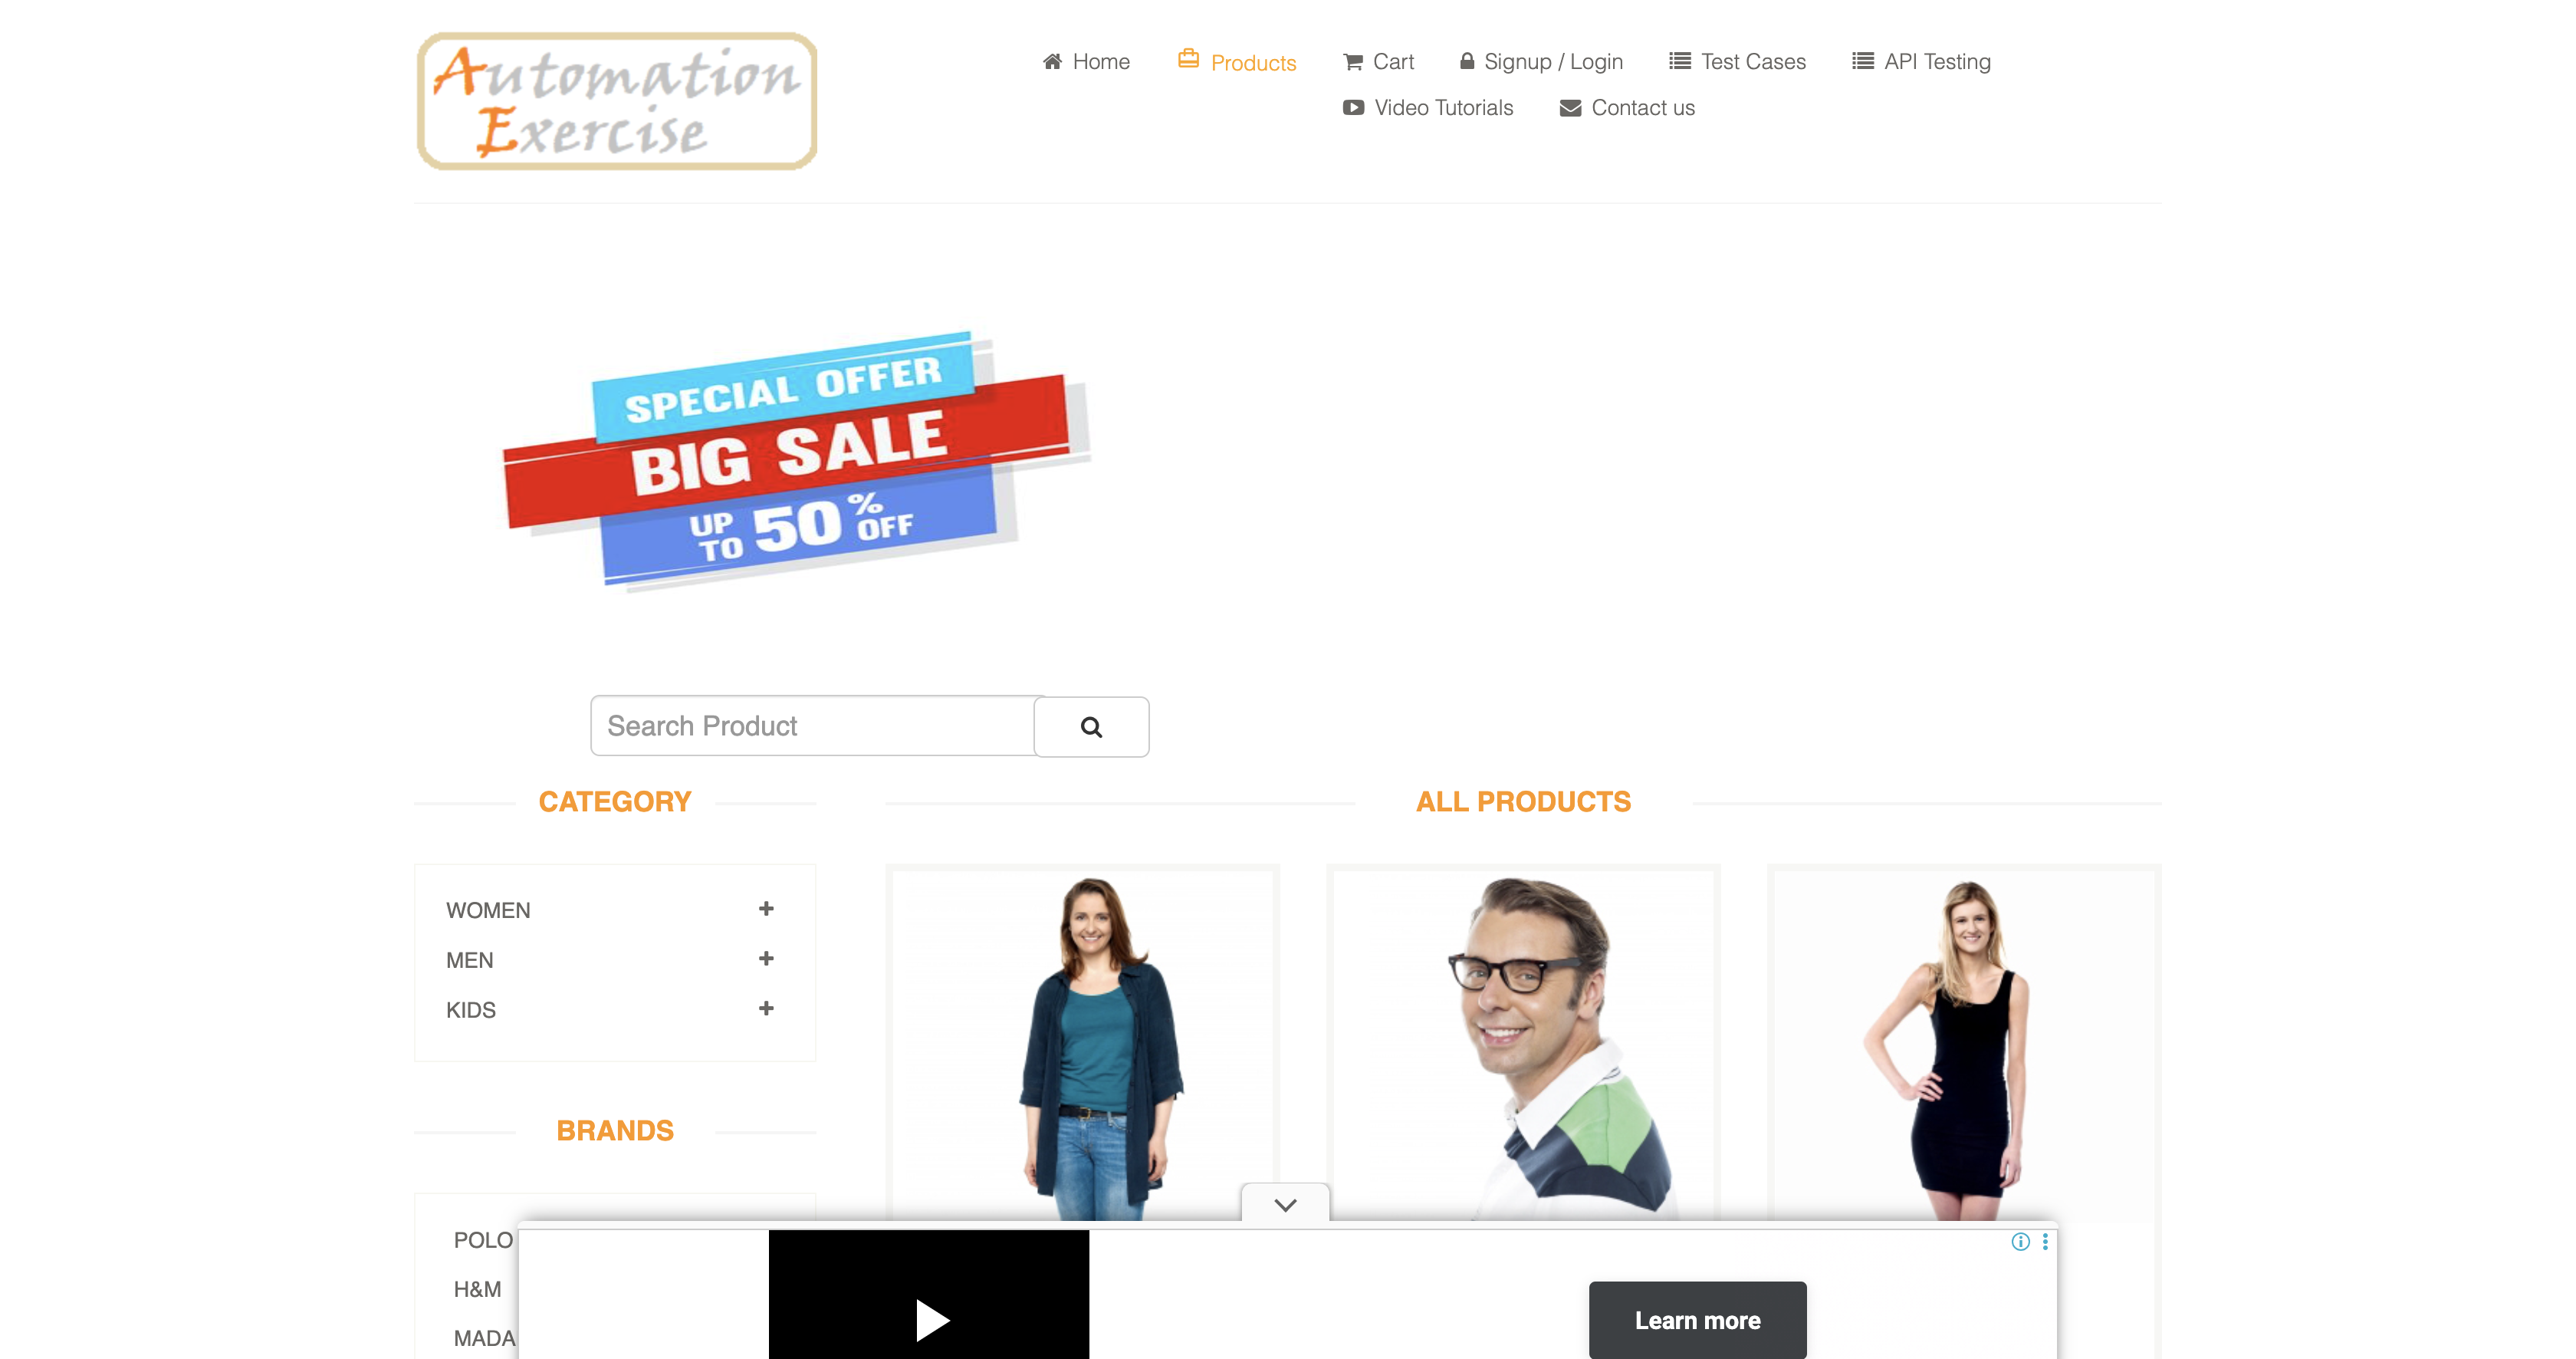 Automation
Exercise
Home
Products
Cart
Signup / Login
Test Cases
API Testing
Video Tutorials
Contact us
SPECIAL OFFER
BIG SALE
UP TO 50% OFF
Search Product
CATEGORY
ALL PRODUCTS
WOMEN
MEN
KIDS
BRANDS
POLO
H&M
MADA
Learn more